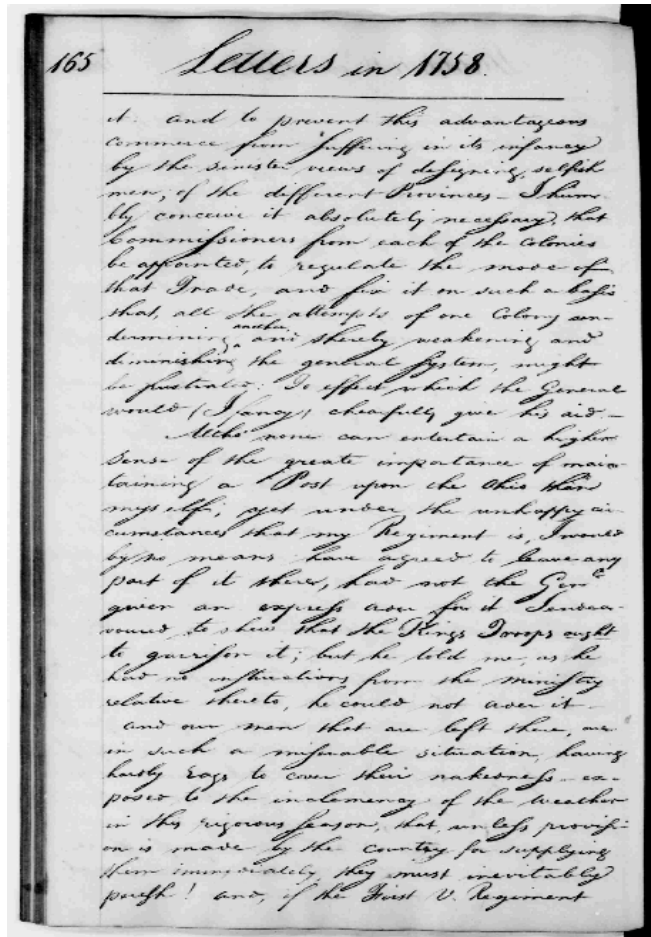 165 Letters in 1758.
it. and to prevent this advantageous
commerce from suffering in its infancy
by the sinister views of designing, selfish
men, of the different Provinces - I hum-
bly conceive it absolutely necessary, that
Commissioners from each of the Colonies
be appointed, to regulate the mode of
that Trade, and fix it on such a basis
that, all the attempts of one Colony un-
dermining another, and thereby weakening and
diminishing the general System, might
be frustrated: To effect which the General
would (I fancy) chearfully give his aid. -
Altho' none can entertain a higher
sense of the great importance of main-
taining a Post upon the Ohio than
myself; yet under the unhappy cir-
cumstances that my Regiment is, I would
by no means have agreed to leave any
part of it there, had not the Genl.
given an express order for it. I endea-
voured to shew that the Kings Troops ought
to garrison it; but he told me, as he
had no instructions from the ministry
relative thereto, he could not order it -
and our men that are left there, are
in such a miserable situation, having
hardly rags to cover their nakedness - ex-
posed to the inclemency of the weather
in this rigorous season, that, unless provisi-
on is made by the country for supplying
them immediately, they must inevitably
perish! and, if the First V. Regiment